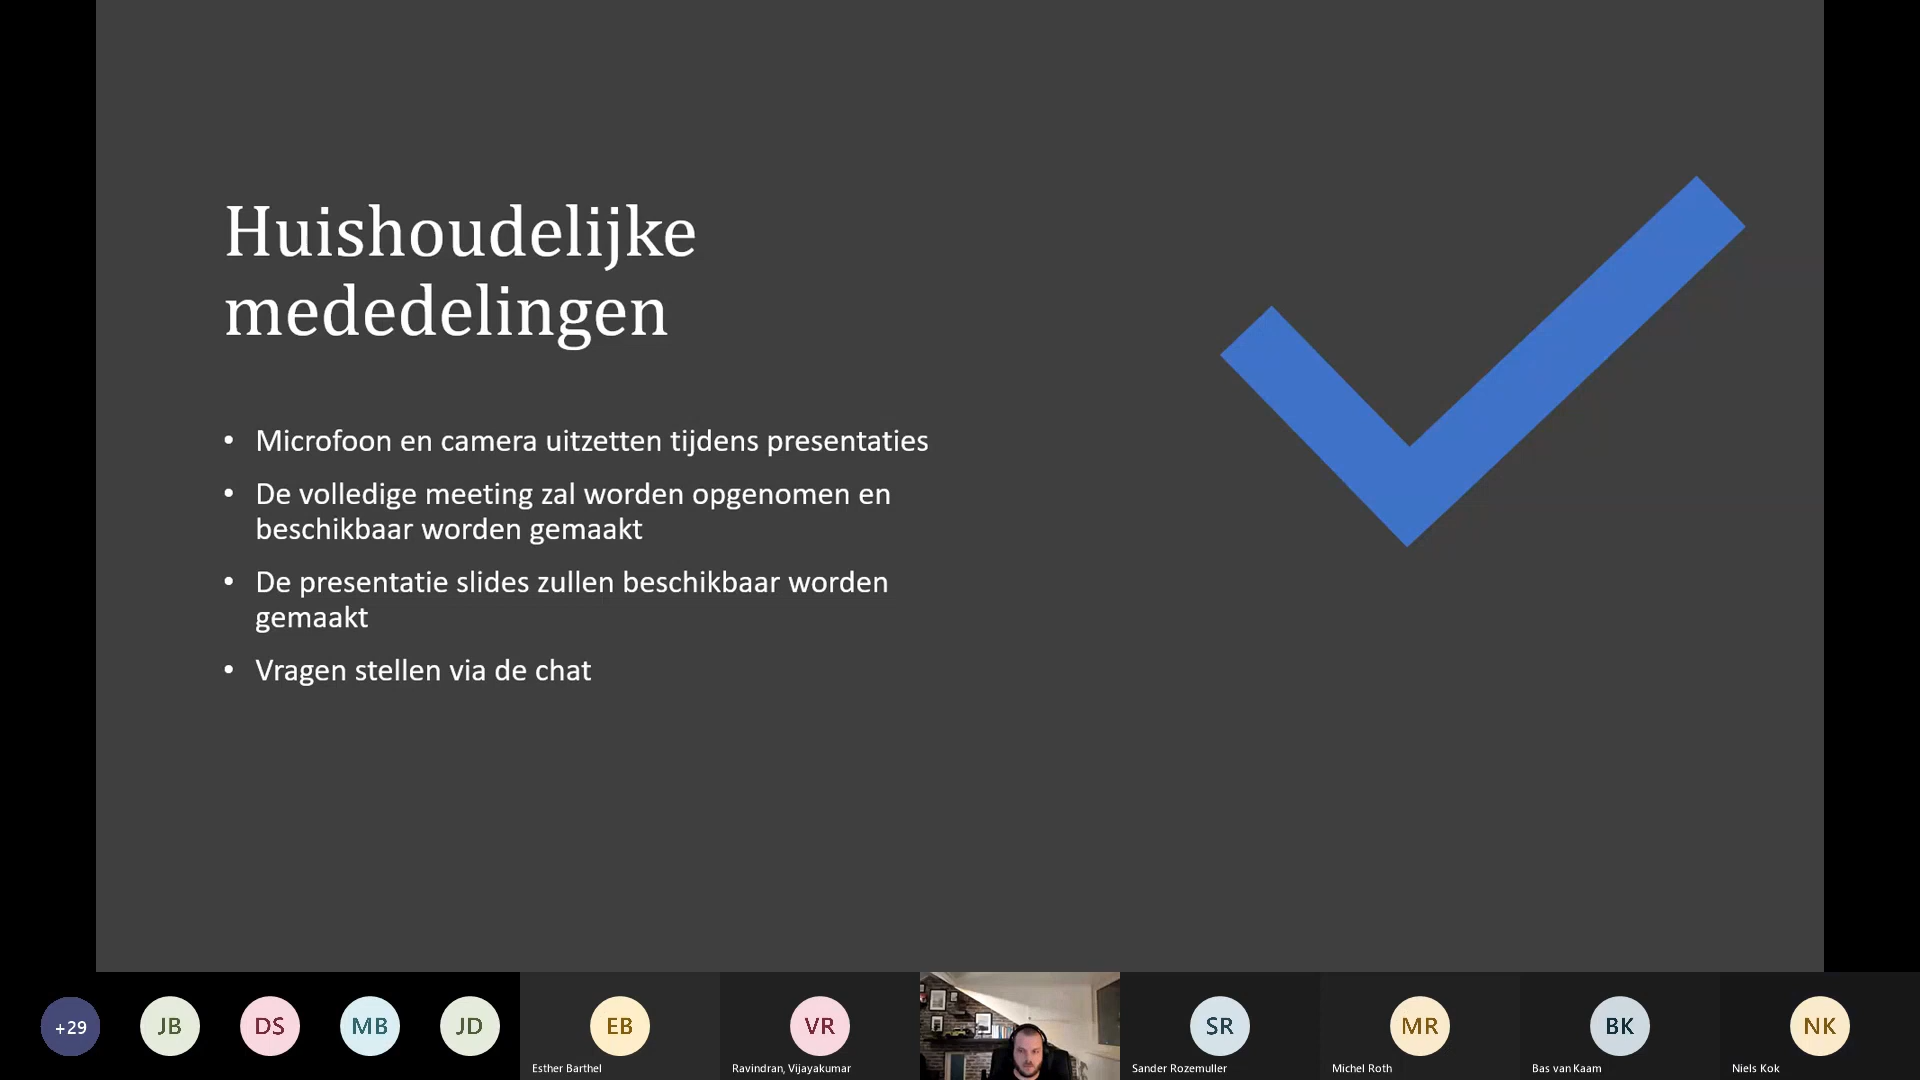 Huishoudelijke
mededelingen
• Microfoon en camera uitzetten tijdens presentaties
• De volledige meeting zal worden opgenomen en
beschikbaar worden gemaakt
• De presentatie slides zullen beschikbaar worden
gemaakt
• Vragen stellen via de chat
+29
JB
DS
MB
JD
EB
Esther Barthel
VR
Ravindran, Vijayakumar
SR
Sander Rozemuller
MR
Michel Roth
BK
Bas van Kaam
NK
Niels Kok